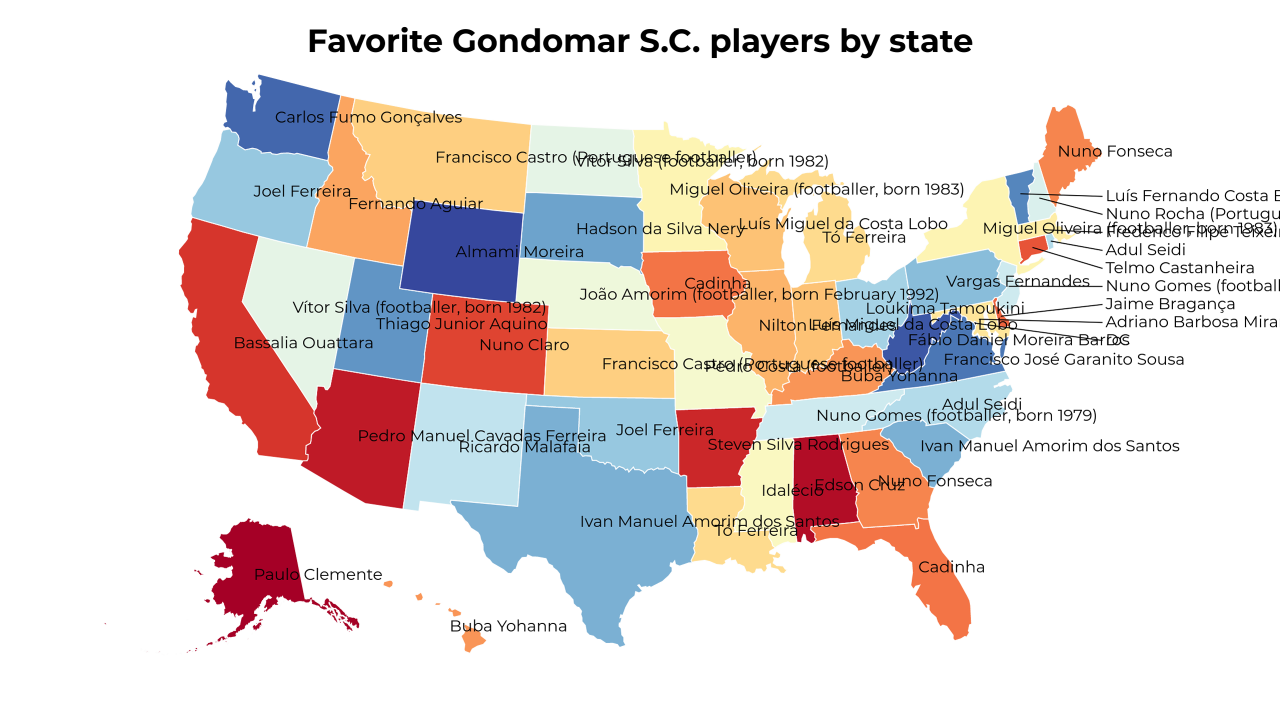 Favorite Gondomar S.C. players by state
Carlos Fumo Gonçalves
Nuno Fonseca
Francisco Castro (Portuguese footballer)
Vítor Silva (footballer, born 1982)
Joel Ferreira
Fernando Aguiar
Miguel Oliveira (footballer, born 1983)
Luís Fernando Costa B
Nuno Rocha (Portugu
Hadson da Silva Nery
Luís Miguel da Costa Lobo
Tó Ferreira
Miguel Oliveira (footballer, born 1983)
Frederico Filipe Teixei
Almami Moreira
Adul Seidi
Telmo Castanheira
Cadinha
Vargas Fernandes
Nuno Gomes (football
João Amorim (footballer, born February 1992)
Vítor Silva (footballer, born 1982)
Loukima Tamoukini
Jaime Bragança
Thiago Junior Aquino
Nilton Fernandes
Luís Miguel da Costa Lobo
Adriano Barbosa Mira
Bassalia Ouattara
Nuno Claro
Fábio Daniel Moreira Barros
DC
Francisco Castro (Portuguese footballer)
Pedro Costa (footballer)
Francisco José Garanito Sousa
Buba Yohanna
Adul Seidi
Nuno Gomes (footballer, born 1979)
Pedro Manuel Cavadas Ferreira
Ricardo Malafaia
Joel Ferreira
Steven Silva Rodrigues
Ivan Manuel Amorim dos Santos
Idalécio
Edson Cruz
Nuno Fonseca
Ivan Manuel Amorim dos Santos
Tó Ferreira
Paulo Clemente
Cadinha
Buba Yohanna